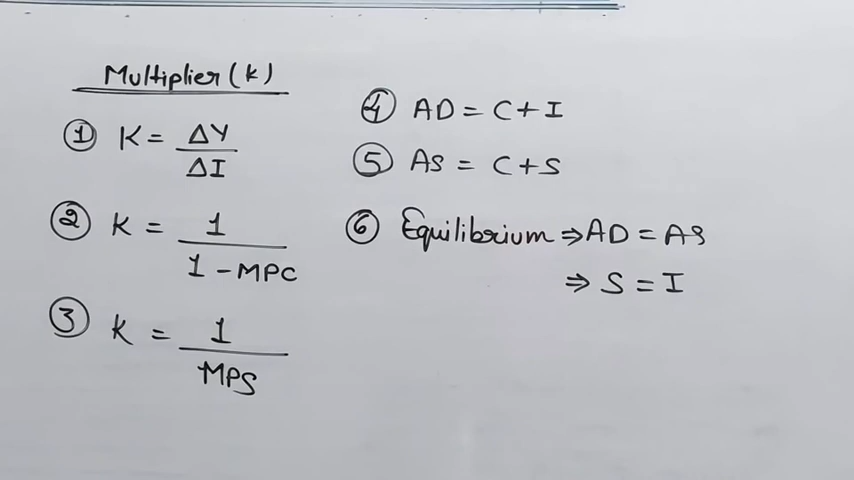 Multiplier (k)
① K = ΔY / ΔI
② K = 1 / 1 - MPC
③ K = 1 / MPS
④ AD = C + I
⑤ AS = C + S
⑥ Equilibrium ⇒ AD = AS
⇒ S = I